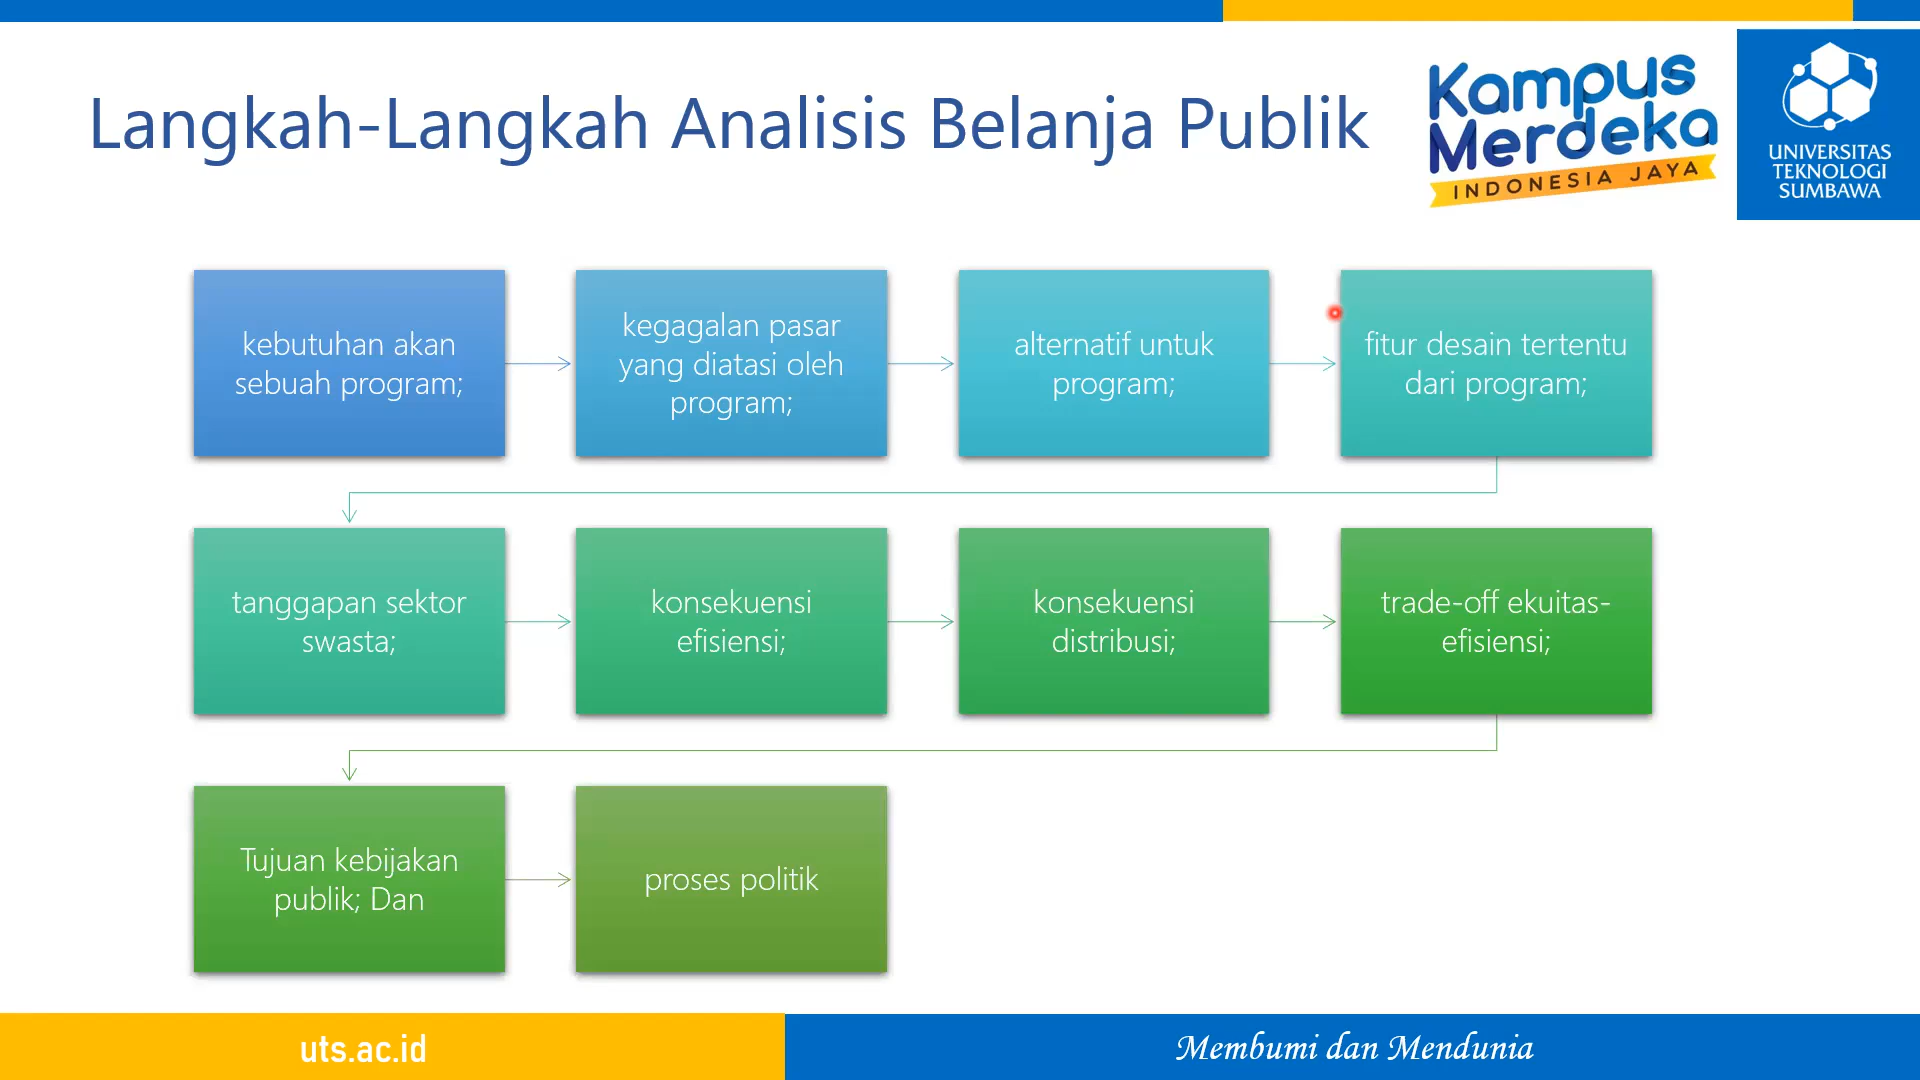 Langkah-Langkah Analisis Belanja Publik
Kampus
Merdeka
INDONESIA JAYA
UNIVERSITAS
TEKNOLOGI
SUMBAWA
kebutuhan akan
sebuah program;
kegagalan pasar
yang diatasi oleh
program;
alternatif untuk
program;
fitur desain tertentu
dari program;
tanggapan sektor
swasta;
konsekuensi
efisiensi;
konsekuensi
distribusi;
trade-off ekuitas-
efisiensi;
Tujuan kebijakan
publik; Dan
proses politik
uts.ac.id
Membumi dan Mendunia